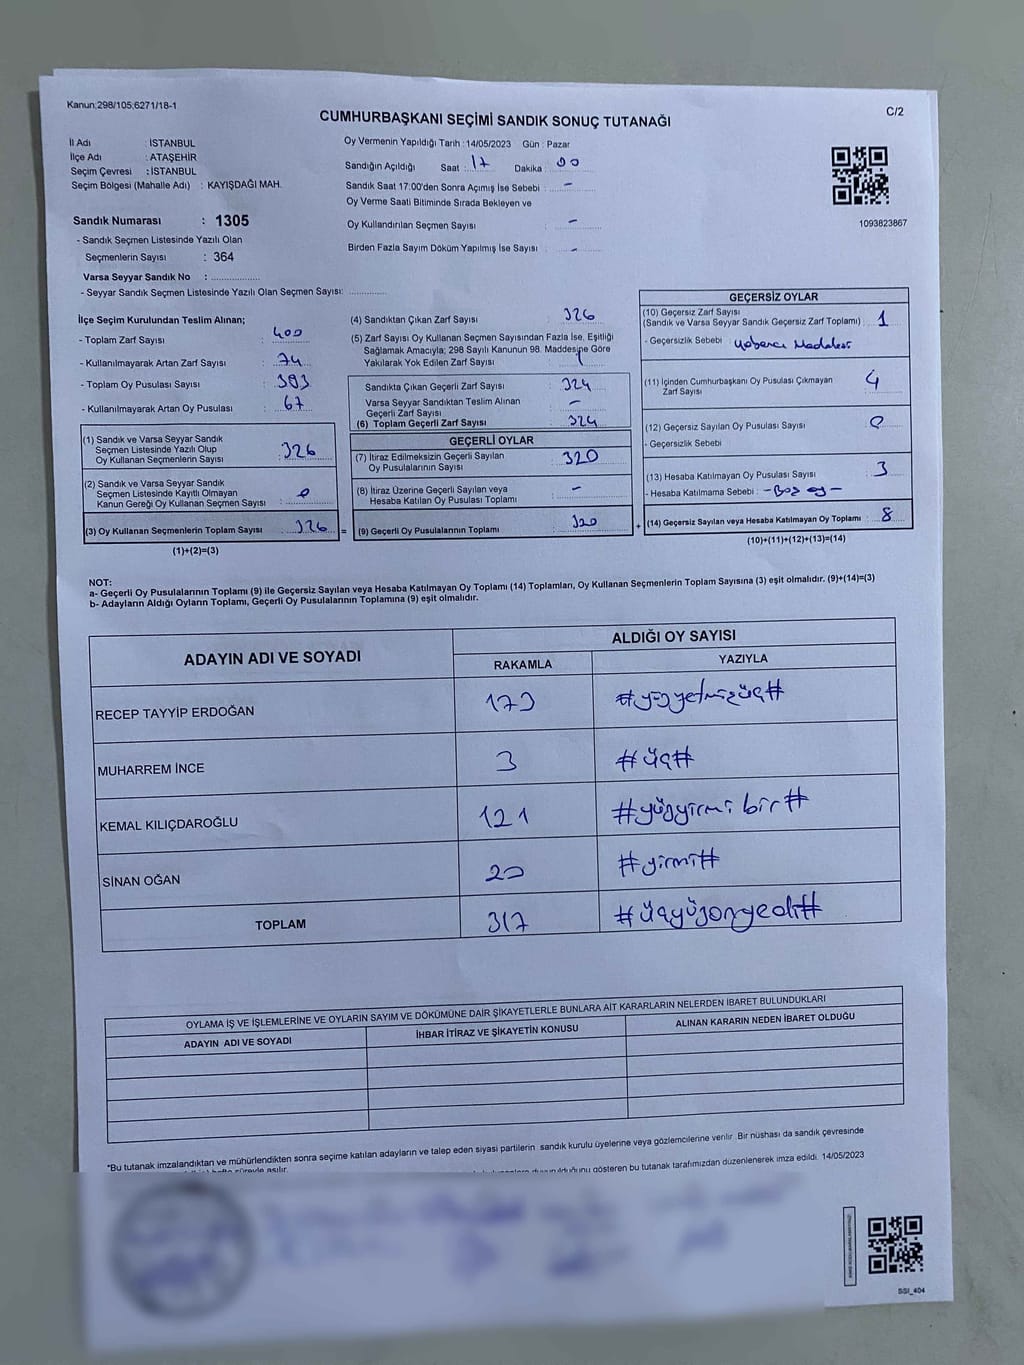 Kanun:298/105;6271/18-1
C/2
CUMHURBAŞKANI SEÇİMİ SANDIK SONUÇ TUTANAĞI
İl Adı : İSTANBUL
İlçe Adı : ATAŞEHİR
Seçim Çevresi : İSTANBUL
Seçim Bölgesi (Mahalle Adı) : KAYIŞDAĞI MAH.
Sandık Numarası : 1305
- Sandık Seçmen Listesinde Yazılı Olan
Seçmenlerin Sayısı : 364
Varsa Seyyar Sandık No :
- Seyyar Sandık Seçmen Listesinde Yazılı Olan Seçmen Sayısı:
Oy Vermenin Yapıldığı Tarih : 14/05/2023 Gün : Pazar
Sandığın Açıldığı Saat : 17 Dakika : 00
Sandık Saat 17:00'den Sonra Açımış İse Sebebi : -
Oy Verme Saati Bitiminde Sırada Bekleyen ve
Oy Kullandırılan Seçmen Sayısı : -
Birden Fazla Sayım Döküm Yapılmış İse Sayısı : -
1093823867
İlçe Seçim Kurulundan Teslim Alınan;
- Toplam Zarf Sayısı : 400
- Kullanılmayarak Artan Zarf Sayısı : 74
- Toplam Oy Pusulası Sayısı : 393
- Kullanılmayarak Artan Oy Pusulası : 67
(1) Sandık ve Varsa Seyyar Sandık
Seçmen Listesinde Yazılı Olup
Oy Kullanan Seçmenlerin Sayısı : 326
(2) Sandık ve Varsa Seyyar Sandık
Seçmen Listesinde Kayıtlı Olmayan
Kanun Gereği Oy Kullanan Seçmen Sayısı : 0
(3) Oy Kullanan Seçmenlerin Toplam Sayısı : 326 =
(1)+(2)=(3)
(4) Sandıktan Çıkan Zarf Sayısı : 326
(5) Zarf Sayısı Oy Kullanan Seçmen Sayısından Fazla İse, Eşitliği
Sağlamak Amacıyla; 298 Sayılı Kanunun 98. Maddesine Göre
Yakılarak Yok Edilen Zarf Sayısı
Sandıkta Çıkan Geçerli Zarf Sayısı : 324
Varsa Seyyar Sandıktan Teslim Alınan
Geçerli Zarf Sayısı : -
(6) Toplam Geçerli Zarf Sayısı : 324
GEÇERLİ OYLAR
(7) İtiraz Edilmeksizin Geçerli Sayılan
Oy Pusulalarının Sayısı : 320
(8) İtiraz Üzerine Geçerli Sayılan veya
Hesaba Katılan Oy Pusulası Toplamı : -
(9) Geçerli Oy Pusulalarının Toplamı : 320 +
GEÇERSİZ OYLAR
(10) Geçersiz Zarf Sayısı
(Sandık ve Varsa Seyyar Sandık Geçersiz Zarf Toplamı) : 1
- Geçersizlik Sebebi : Yabancı Maddesi
(11) İçinden Cumhurbaşkanı Oy Pusulası Çıkmayan
Zarf Sayısı : 4
(12) Geçersiz Sayılan Oy Pusulası Sayısı : 0
- Geçersizlik Sebebi
(13) Hesaba Katılmayan Oy Pusulası Sayısı : 3
- Hesaba Katılmama Sebebi : - Boş oy -
(14) Geçersiz Sayılan veya Hesaba Katılmayan Oy Toplamı : 8
(10)+(11)+(12)+(13)=(14)
NOT:
a- Geçerli Oy Pusulalarının Toplamı (9) ile Geçersiz Sayılan veya Hesaba Katılmayan Oy Toplamı (14) Toplamları, Oy Kullanan Seçmenlerin Toplam Sayısına (3) eşit olmalıdır. (9)+(14)=(3)
b- Adayların Aldığı Oyların Toplamı, Geçerli Oy Pusulalarının Toplamına (9) eşit olmalıdır.
ADAYIN ADI VE SOYADI
ALDIĞI OY SAYISI
RAKAMLA YAZIYLA
RECEP TAYYİP ERDOĞAN 173 #yüzyetmişüç#
MUHARREM İNCE 3 #üç#
KEMAL KILIÇDAROĞLU 121 #yüzyirmi bir#
SİNAN OĞAN 20 #yirmi#
TOPLAM 317 #üçyüzonyedi#
OYLAMA İŞ VE İŞLEMLERİNE VE OYLARIN SAYIM VE DÖKÜMÜNE DAİR ŞİKAYETLERLE BUNLARA AİT KARARLARIN NELERDEN İBARET BULUNDUKLARI
ADAYIN ADI VE SOYADI İHBAR İTİRAZ VE ŞİKAYETİN KONUSU ALINAN KARARIN NEDEN İBARET OLDUĞU
*Bu tutanak imzalandıktan ve mühürlendikten sonra seçime katılan adayların ve talep eden siyasi partilerin sandık kurulu üyelerine veya gözlemcilerine verilir. Bir nüshası da sandık çevresinde
hafta süreyle asılır. duyurulduğunu gösteren bu tutanak tarafımızdan düzenlenerek imza edildi. 14/05/2023
SSI_404